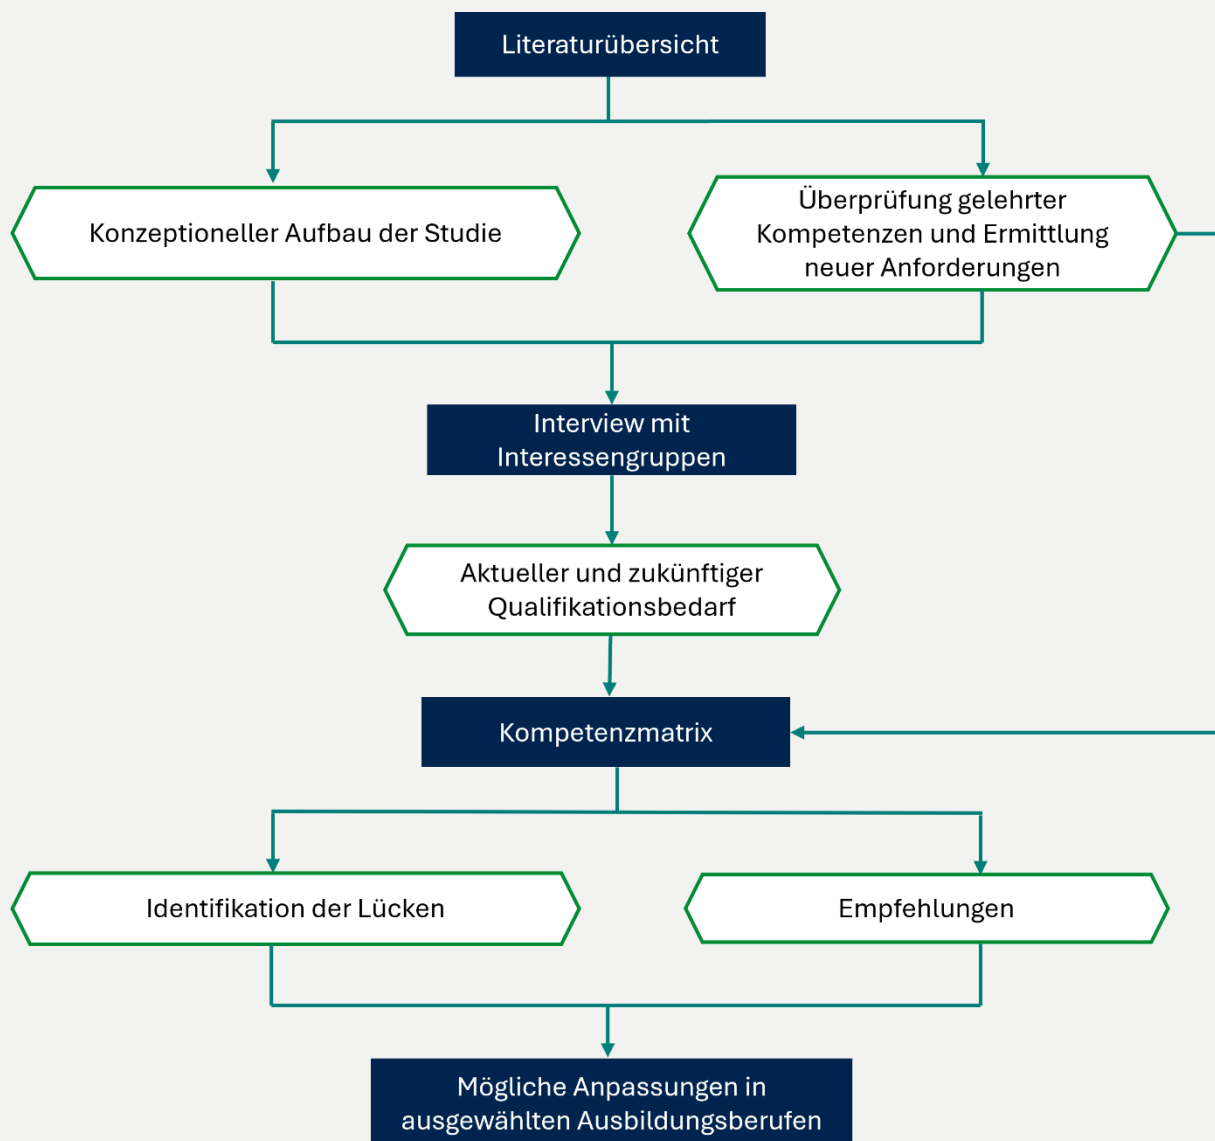 Literaturübersicht
Konzeptioneller Aufbau der Studie
Überprüfung gelehrter
Kompetenzen und Ermittlung
neuer Anforderungen
Interview mit
Interessengruppen
Aktueller und zukünftiger
Qualifikationsbedarf
Kompetenzmatrix
Identifikation der Lücken
Empfehlungen
Mögliche Anpassungen in
ausgewählten Ausbildungsberufen